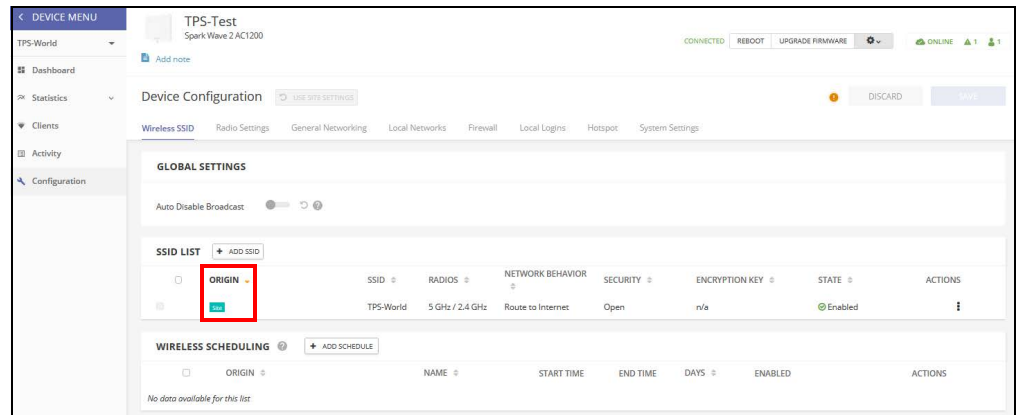 DEVICE MENU
TPS-World
Dashboard
Statistics
Clients
Activity
Configuration
TPS-Test
Spark Wave 2 AC1200
Add note
CONNECTED REBOOT UPGRADE FIRMWARE ONLINE 1 1
Device Configuration USE SITE SETTINGS DISCARD SAVE
Wireless SSID Radio Settings General Networking Local Networks Firewall Local Logins Hotspot System Settings
GLOBAL SETTINGS
Auto Disable Broadcast
SSID LIST + ADD SSID
ORIGIN SSID RADIOS NETWORK BEHAVIOR SECURITY ENCRYPTION KEY STATE ACTIONS
Site TPS-World 5 GHz / 2.4 GHz Route to Internet Open n/a Enabled
WIRELESS SCHEDULING + ADD SCHEDULE
ORIGIN NAME START TIME END TIME DAYS ENABLED ACTIONS
No data available for this list